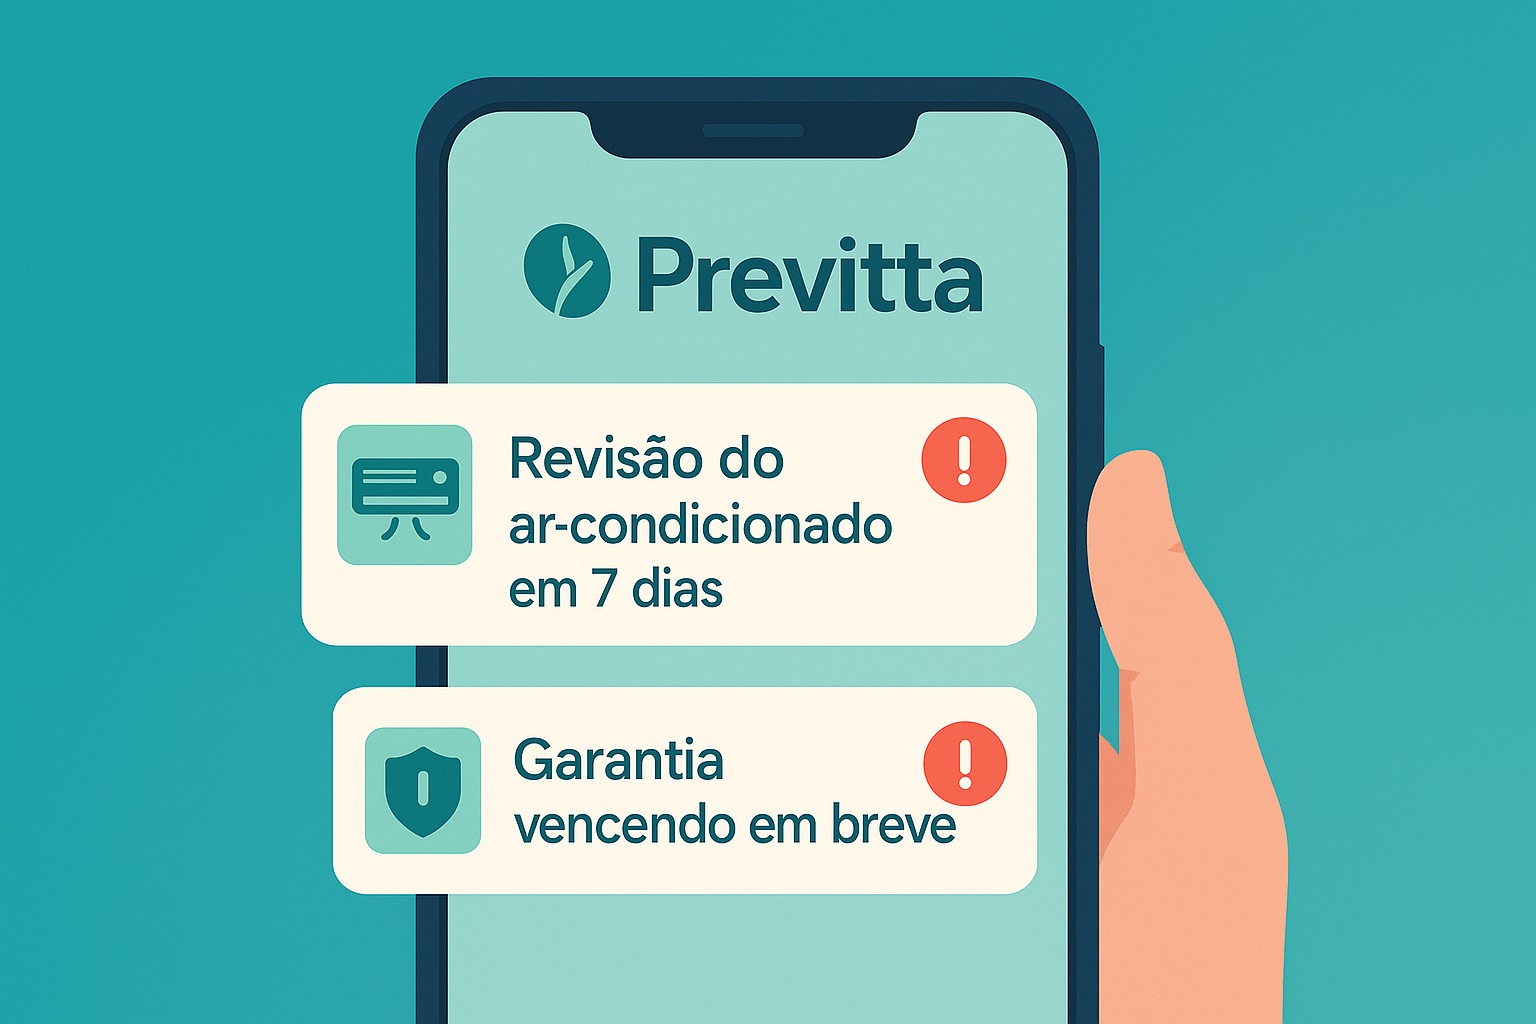 Previtta
Revisão do
ar-condicionado
em 7 dias
Garantia
vencendo em breve